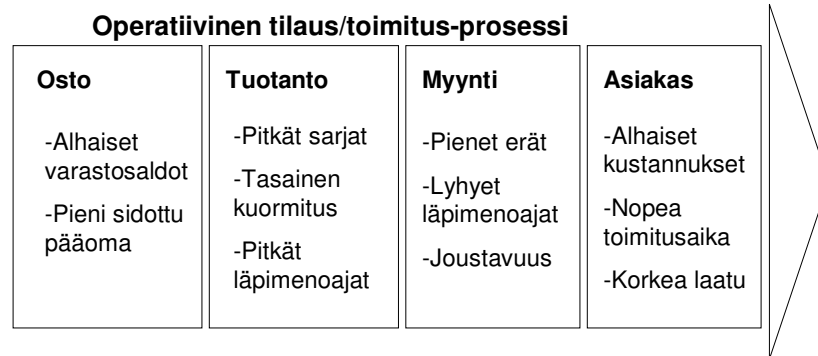 Operatiivinen tilaus/toimitus-prosessi
Osto
-Alhaiset
varastosaldot
-Pieni sidottu
pääoma
Tuotanto
-Pitkät sarjat
-Tasainen
kuormitus
-Pitkät
läpimenoajat
Myynti
-Pienet erät
-Lyhyet
läpimenoajat
-Joustavuus
Asiakas
-Alhaiset
kustannukset
-Nopea
toimitusaika
-Korkea laatu